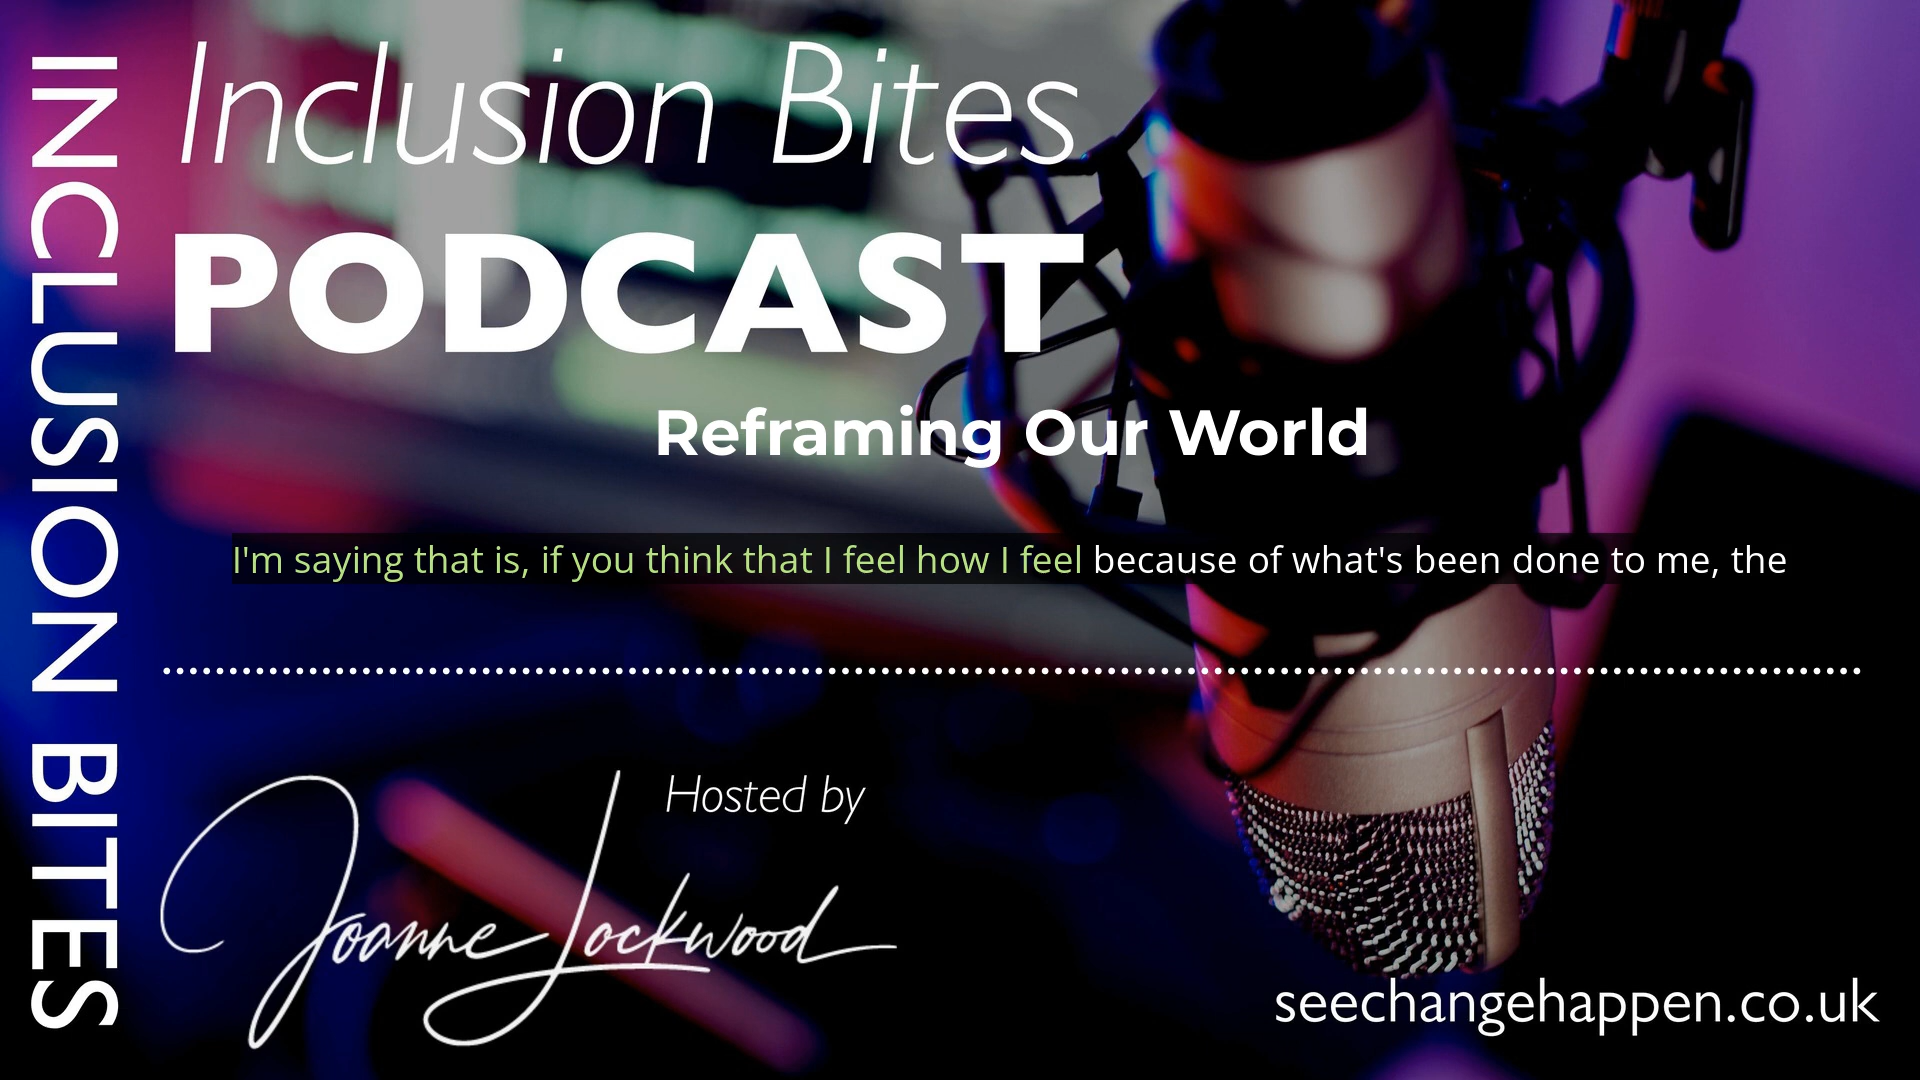 INCLUSION BITES
Inclusion Bites
PODCAST
Reframing Our World
I'm saying that is, if you think that I feel how I feel because of what's been done to me, the
Hosted by
Joanne Lockwood
seechangehappen.co.uk